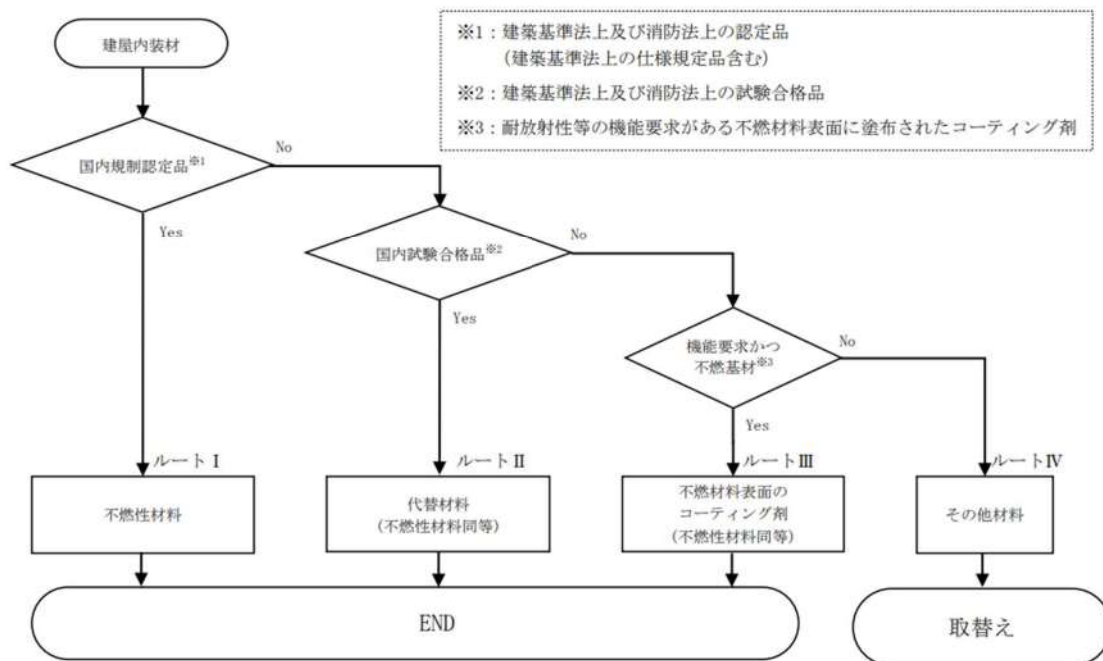 建屋内装材
※1：建築基準法上及び消防法上の認定品
（建築基準法上の仕様規定品含む）
※2：建築基準法上及び消防法上の試験合格品
※3：耐放射性等の機能要求がある不燃材料表面に塗布されたコーティング剤
国内規制認定品※1
No
Yes
国内試験合格品※2
No
Yes
機能要求かつ
不燃基材※3
No
Yes
ルートⅠ
ルートⅡ
ルートⅢ
ルートⅣ
不燃性材料
代替材料
（不燃性材料同等）
不燃材料表面の
コーティング剤
（不燃性材料同等）
その他材料
END
取替え